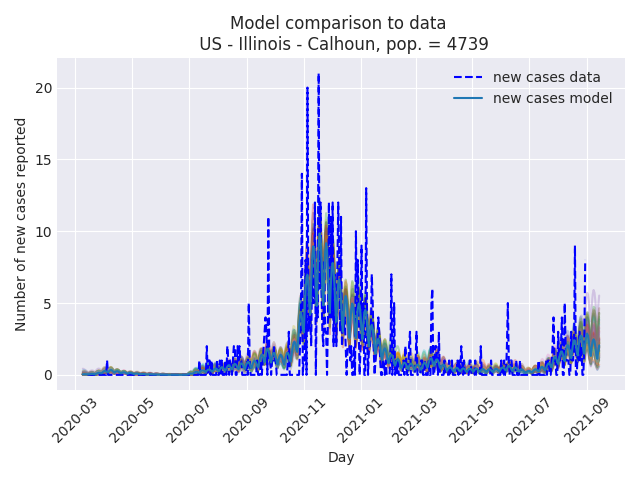 Model comparison to data
US - Illinois - Calhoun, pop. = 4739
new cases data
new cases model
Number of new cases reported
20
15
10
5
0
2020-03
2020-05
2020-07
2020-09
2020-11
2021-01
2021-03
2021-05
2021-07
2021-09
Day